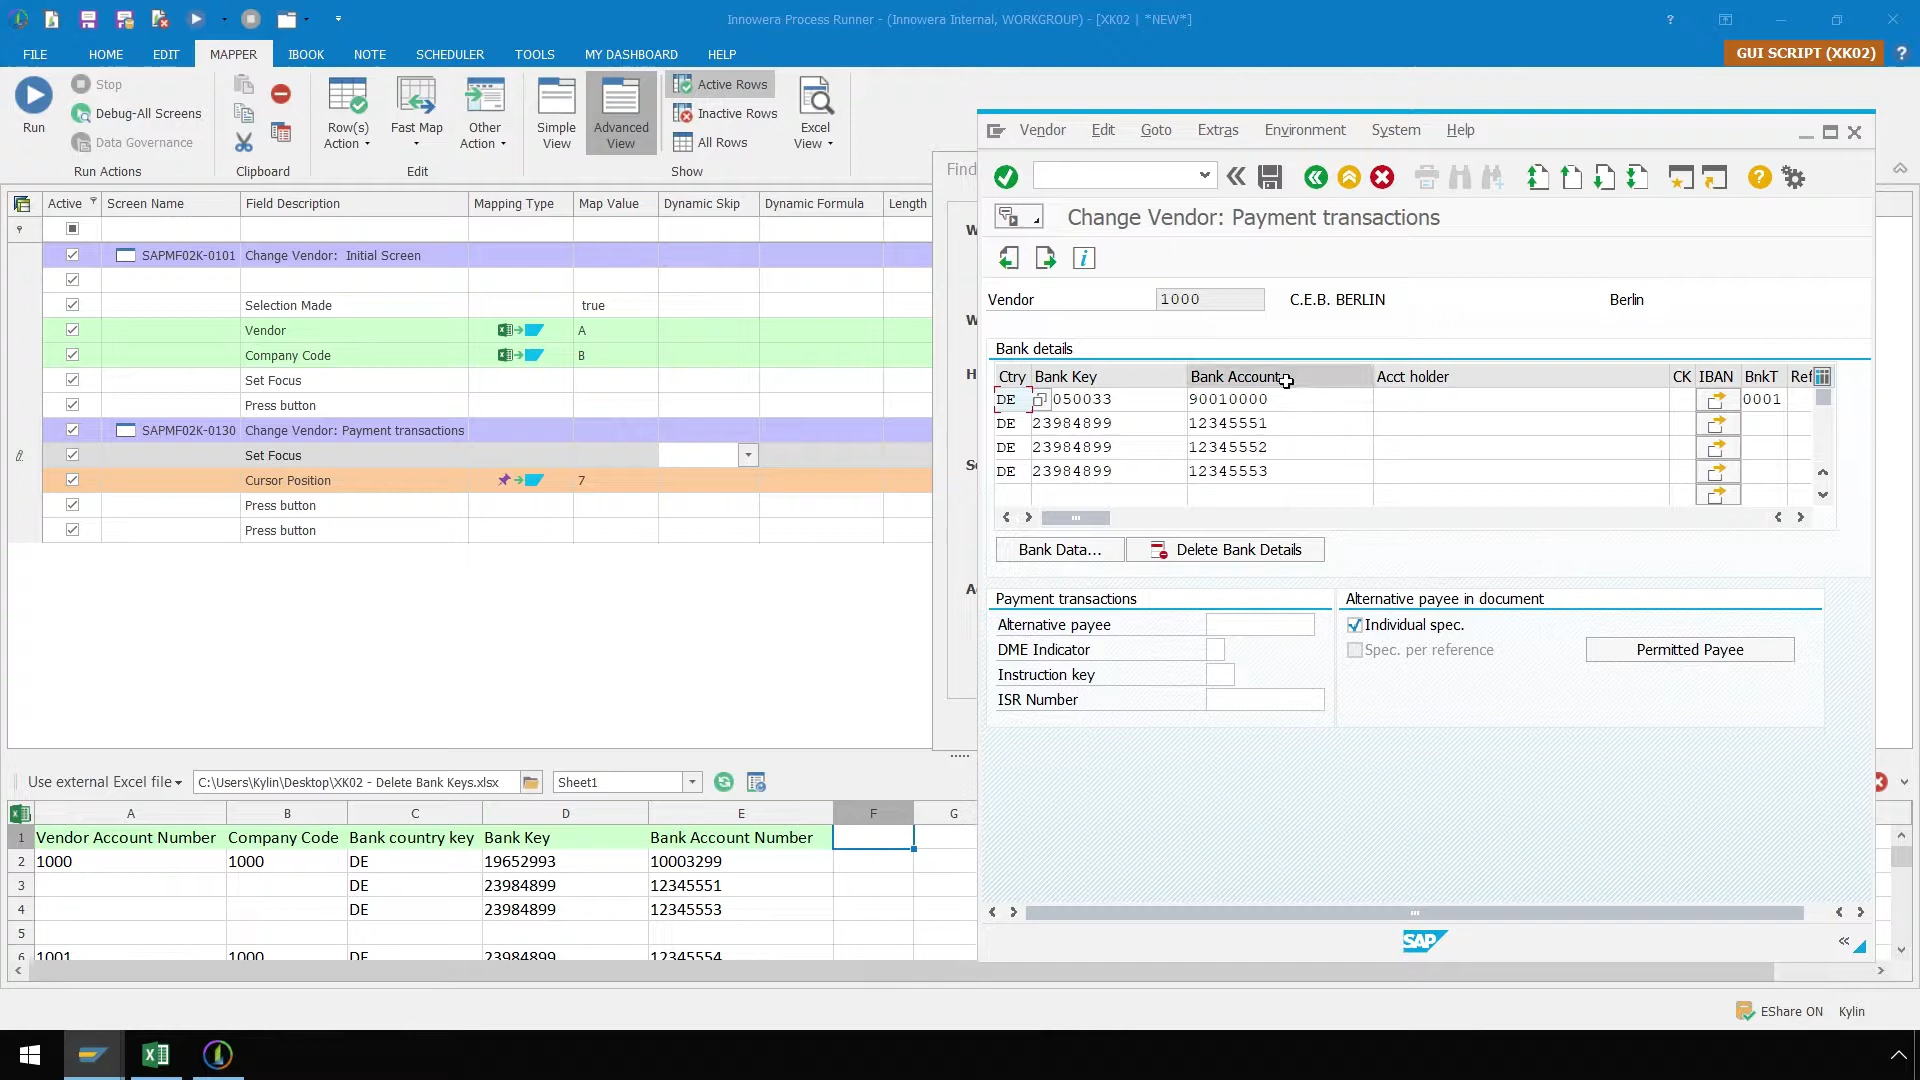 Innowera Process Runner - (Innowera Internal, WORKGROUP) - [XK02 | *NEW*]
FILE HOME EDIT MAPPER IBOOK NOTE SCHEDULER TOOLS MY DASHBOARD HELP
GUI SCRIPT (XK02)
Run
Stop
Debug-All Screens
Data Governance
Run Actions
Clipboard
Row(s) Action
Fast Map
Other Action
Edit
Simple View
Advanced View
Active Rows
Inactive Rows
All Rows
Show
Excel View
Active Screen Name Field Description Mapping Type Map Value Dynamic Skip Dynamic Formula Length
SAPMF02K-0101 Change Vendor: Initial Screen
Selection Made true
Vendor A
Company Code B
Set Focus
Press button
SAPMF02K-0130 Change Vendor: Payment transactions
Set Focus
Cursor Position 7
Press button
Press button
Find
Vendor Edit Goto Extras Environment System Help
Change Vendor: Payment transactions
Vendor 1000 C.E.B. BERLIN Berlin
Bank details
Ctry Bank Key Bank Account Acct holder CK IBAN BnkT Ref
DE 050033 90010000 0001
DE 23984899 12345551
DE 23984899 12345552
DE 23984899 12345553
Bank Data... Delete Bank Details
Payment transactions
Alternative payee
DME Indicator
Instruction key
ISR Number
Alternative payee in document
Individual spec.
Spec. per reference
Permitted Payee
SAP
Use external Excel file C:\Users\Kylin\Desktop\XK02 - Delete Bank Keys.xlsx Sheet1
A B C D E F G
1 Vendor Account Number Company Code Bank country key Bank Key Bank Account Number
2 1000 1000 DE 19652993 10003299
3 DE 23984899 12345551
4 DE 23984899 12345553
5
6 1001 1000 DE 23984899 12345554
EShare ON Kylin